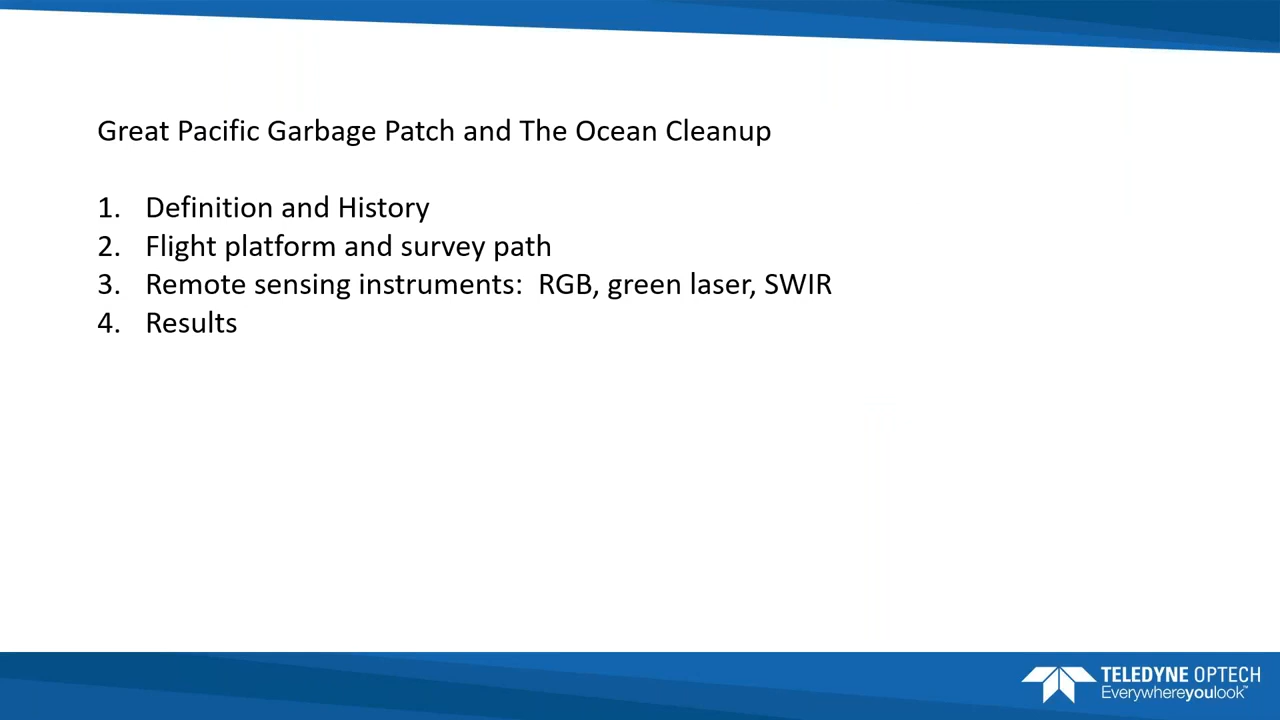 Great Pacific Garbage Patch and The Ocean Cleanup
1. Definition and History
2. Flight platform and survey path
3. Remote sensing instruments: RGB, green laser, SWIR
4. Results
TELEDYNE OPTECH
Everywhereyoulook™